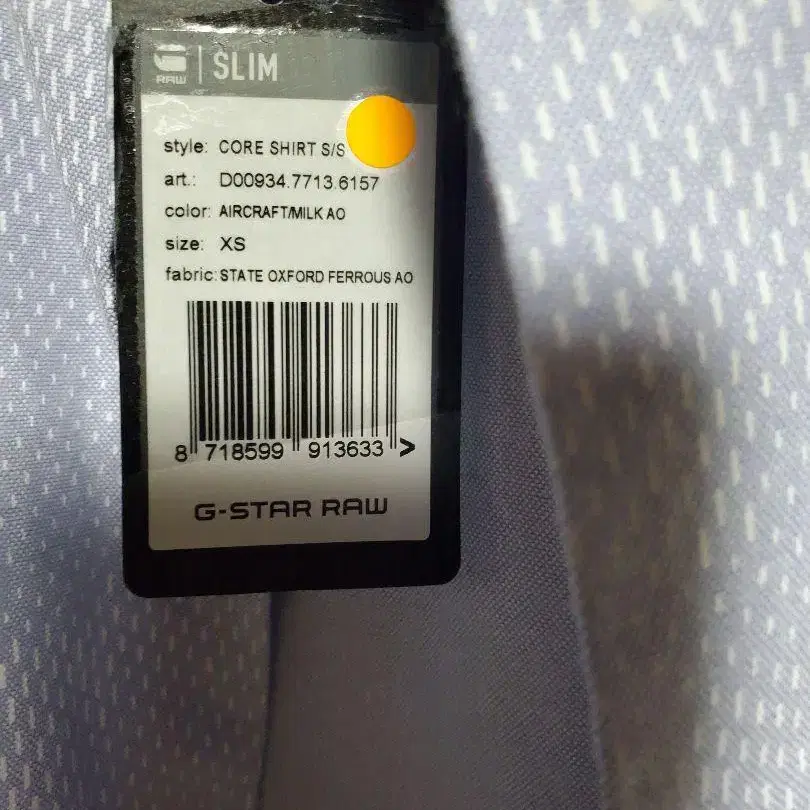 RAW | SLIM
style: CORE SHIRT S/S
art.: D00934.7713.6157
color: AIRCRAFT/MILK AO
size: XS
fabric: STATE OXFORD FERROUS AO
8 718599 913633 >
G-STAR RAW